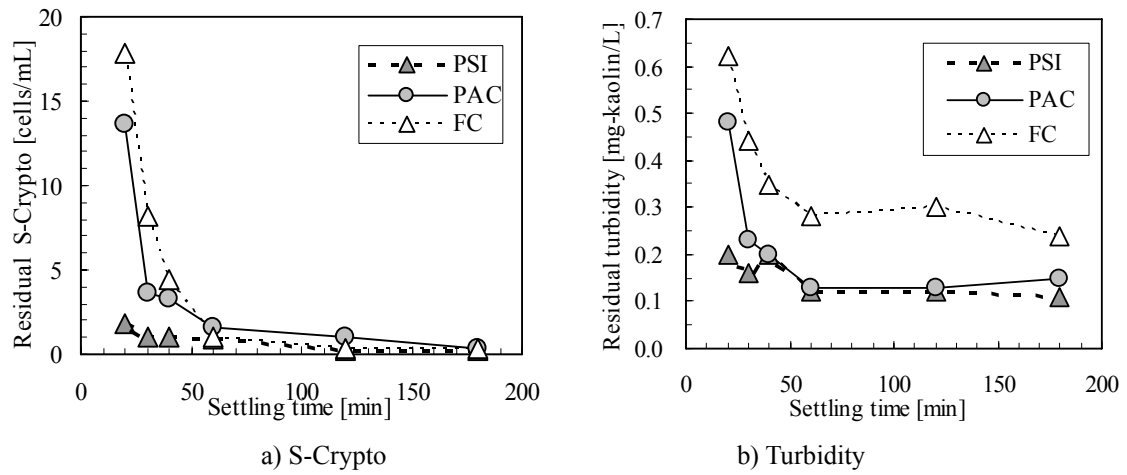 Residual S-Crypto [cells/mL]
20
15
10
5
0
0 50 100 150 200
Settling time [min]
PSI
PAC
FC
a) S-Crypto
Residual turbidity [mg-kaolin/L]
0.7
0.6
0.5
0.4
0.3
0.2
0.1
0.0
0 50 100 150 200
Settling time [min]
PSI
PAC
FC
b) Turbidity